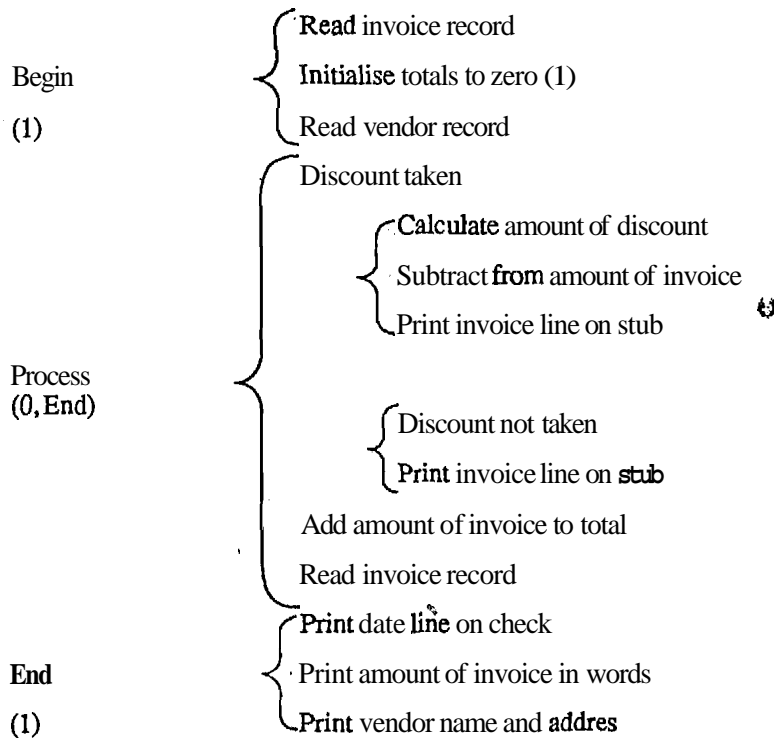 Read invoice record
Begin
Initialise totals to zero (1)
(1)
Read vendor record
Discount taken
Calculate amount of discount
Subtract from amount of invoice
Print invoice line on stub
Process
(0, End)
Discount not taken
Print invoice line on stub
Add amount of invoice to total
Read invoice record
Print date line on check
End
Print amount of invoice in words
(1)
Print vendor name and addres